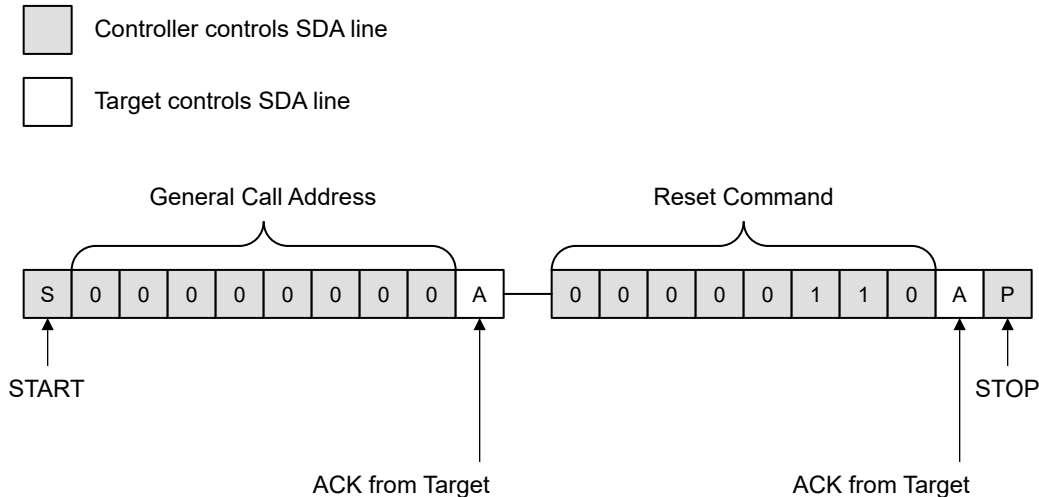 Controller controls SDA line
Target controls SDA line
General Call Address Reset Command
S 0 0 0 0 0 0 0 0 A 0 0 0 0 0 1 1 0 A P
START STOP
ACK from Target ACK from Target